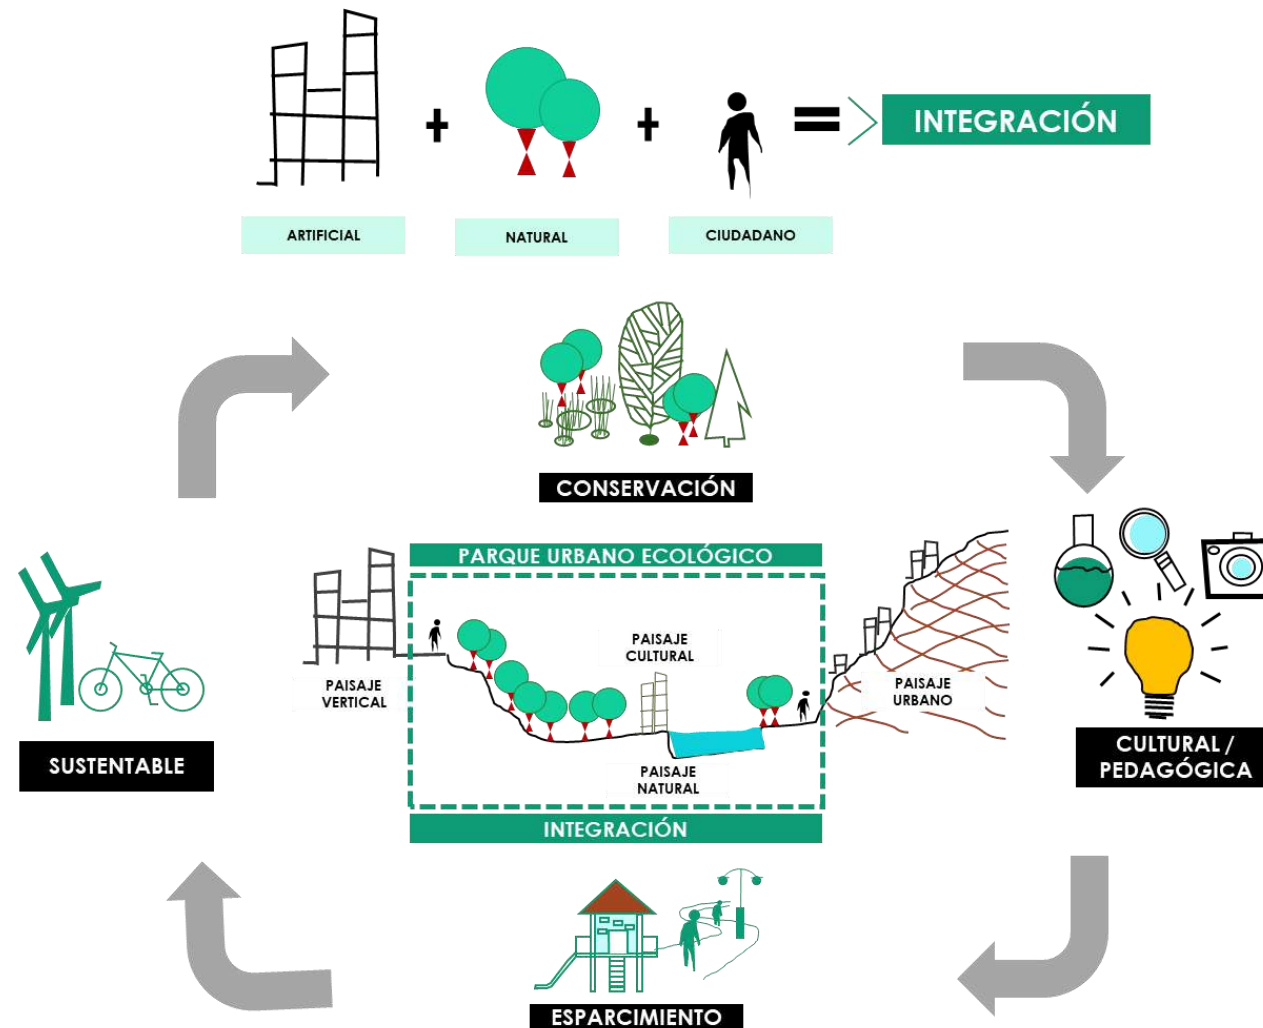 + + = INTEGRACIÓN
ARTIFICIAL
NATURAL
CIUDADANO
CONSERVACIÓN
PARQUE URBANO ECOLÓGICO
PAISAJE
CULTURAL
PAISAJE
VERTICAL
PAISAJE
URBANO
PAISAJE
NATURAL
INTEGRACIÓN
SUSTENTABLE
CULTURAL /
PEDAGÓGICA
ESPARCIMIENTO